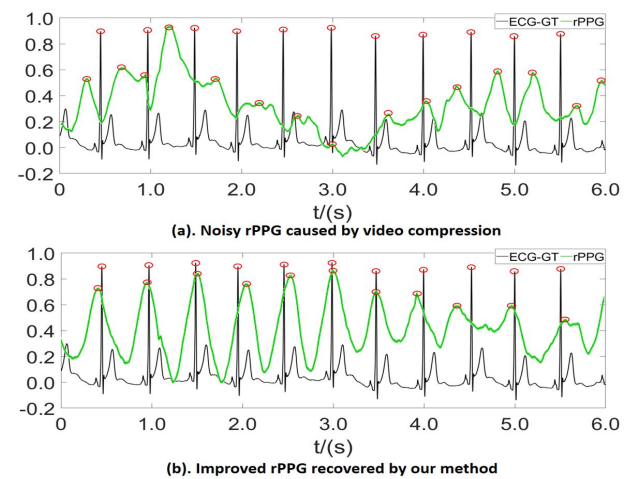 ECG-GT rPPG
1.0
0.8
0.6
0.4
0.2
0.0
-0.2
0 1.0 2.0 3.0 4.0 5.0 6.0
t/(s)
(a). Noisy rPPG caused by video compression
ECG-GT rPPG
1.0
0.8
0.6
0.4
0.2
0.0
-0.2
0 1.0 2.0 3.0 4.0 5.0 6.0
t/(s)
(b). Improved rPPG recovered by our method